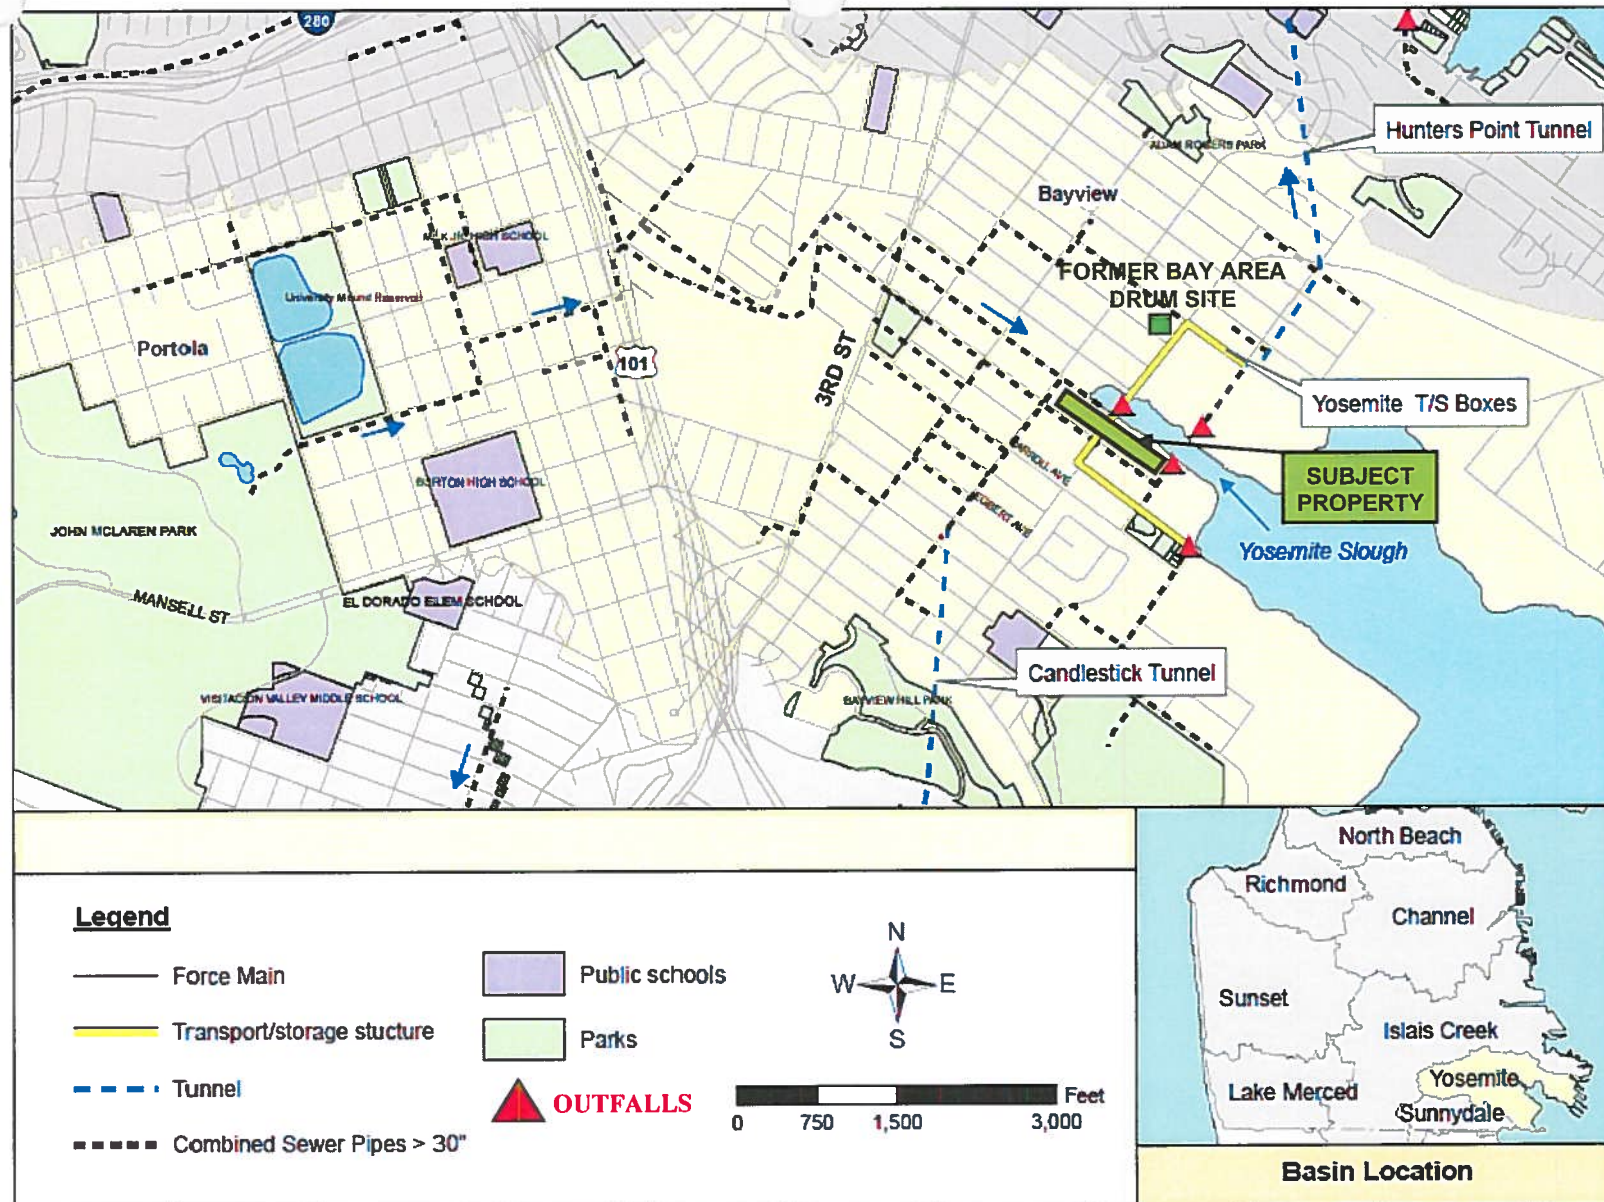 280
Hunters Point Tunnel
ADAM ROGERS PARK
Bayview
HIGH SCHOOL
FORMER BAY AREA
DRUM SITE
University Mound Reservoir
Portola
101
3RD ST
Yosemite T/S Boxes
CARROLL AVE
SUBJECT
PROPERTY
BURTON HIGH SCHOOL
EGBERT AVE
JOHN MCLAREN PARK
Yosemite Slough
MANSELL ST
EL DORADO ELEM SCHOOL
Candlestick Tunnel
VISITACION VALLEY MIDDLE SCHOOL
BAYVIEW HILL PARK
Legend
Force Main
Transport/storage stucture
Tunnel
Combined Sewer Pipes > 30"
Public schools
Parks
OUTFALLS
N
W E
S
Feet
0 750 1,500 3,000
North Beach
Richmond
Channel
Sunset
Islais Creek
Yosemite
Lake Merced
Sunnydale
Basin Location